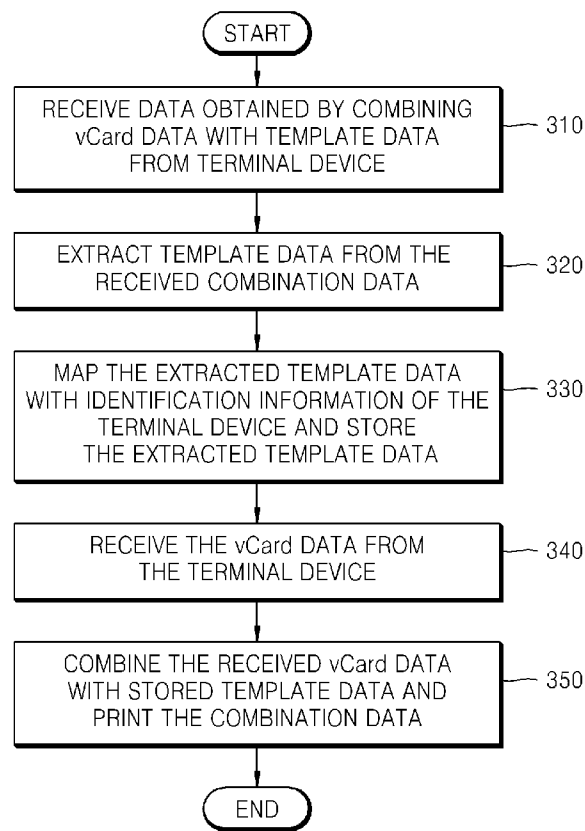 START
RECEIVE DATA OBTAINED BY COMBINING
vCard DATA WITH TEMPLATE DATA
FROM TERMINAL DEVICE
310
EXTRACT TEMPLATE DATA FROM THE
RECEIVED COMBINATION DATA
320
MAP THE EXTRACTED TEMPLATE DATA
WITH IDENTIFICATION INFORMATION OF THE
TERMINAL DEVICE AND STORE
THE EXTRACTED TEMPLATE DATA
330
RECEIVE THE vCard DATA FROM
THE TERMINAL DEVICE
340
COMBINE THE RECEIVED vCard DATA
WITH STORED TEMPLATE DATA AND
PRINT THE COMBINATION DATA
350
END